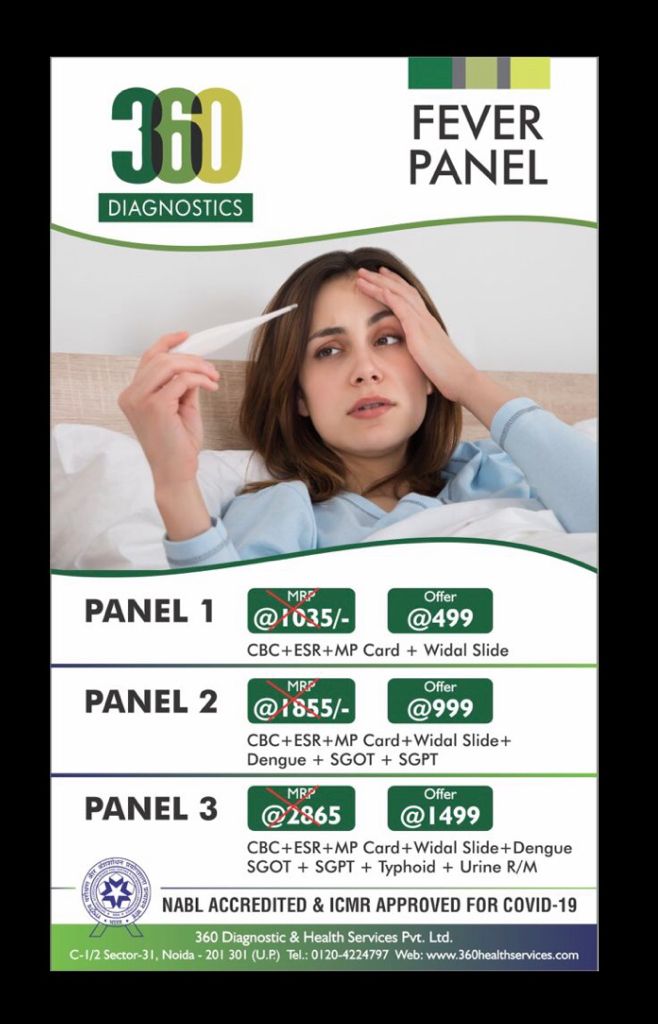 360
DIAGNOSTICS
FEVER
PANEL
PANEL 1
MRP
@1035/-
Offer
@499
CBC+ESR+MP Card + Widal Slide
PANEL 2
MRP
@1855/-
Offer
@999
CBC+ESR+MP Card+Widal Slide+
Dengue + SGOT + SGPT
PANEL 3
MRP
@2865
Offer
@1499
CBC+ESR+MP Card+Widal Slide+Dengue
SGOT + SGPT + Typhoid + Urine R/M
NABL ACCREDITED & ICMR APPROVED FOR COVID-19
360 Diagnostic & Health Services Pvt. Ltd.
C-1/2 Sector-31, Noida - 201 301 (U.P.) Tel.: 0120-4224797 Web: www.360healthservices.com